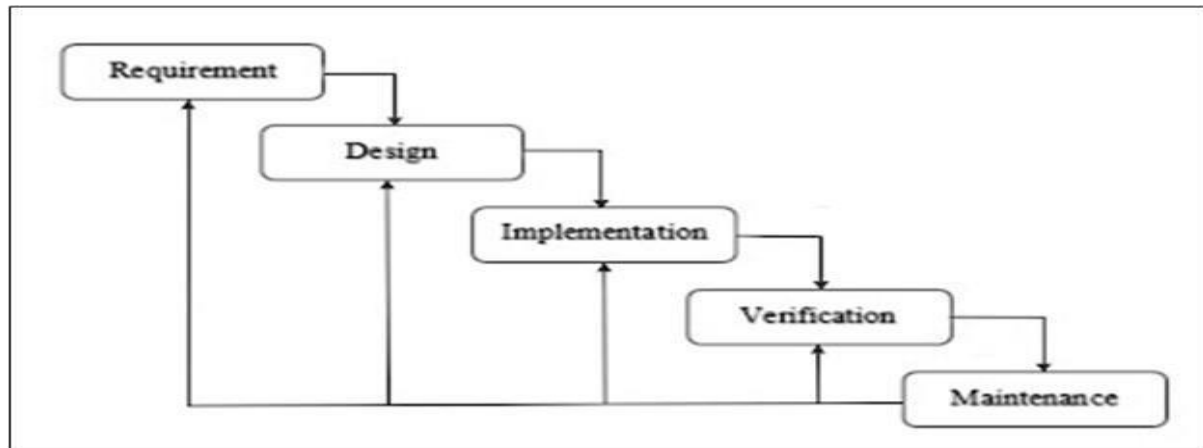 Requirement
Design
Implementation
Verification
Maintenance